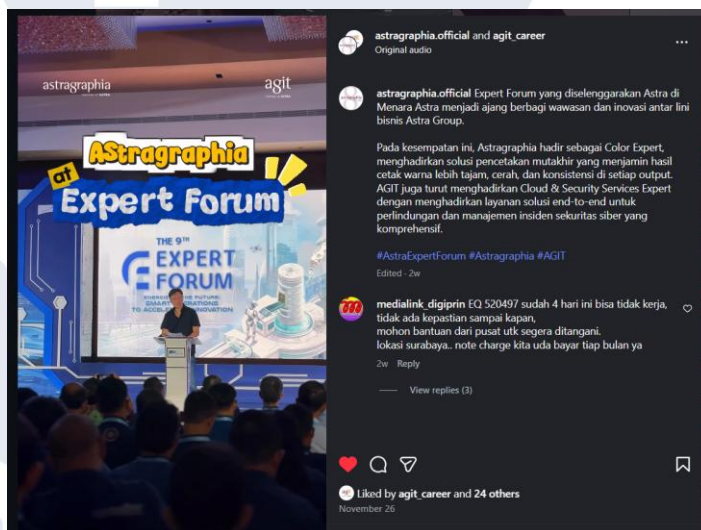 astragraphia
agit
AStragraphia
at
Expert Forum
THE 9TH
EXPERT
FORUM
TO ACCELERATE INNOVATION
astragraphia.official and agit_career
Original audio
astragraphia.official Expert Forum yang diselenggarakan Astra di
Menara Astra menjadi ajang berbagi wawasan dan inovasi antar lini
bisnis Astra Group.
Pada kesempatan ini, Astragraphia hadir sebagai Color Expert,
menghadirkan solusi pencetakan mutakhir yang menjamin hasil
cetak warna lebih tajam, cerah, dan konsistensi di setiap output.
AGIT juga turut menghadirkan Cloud & Security Services Expert
dengan menghadirkan layanan solusi end-to-end untuk
perlindungan dan manajemen insiden sekuritas siber yang
komprehensif.
#AstraExpertForum #Astragraphia #AGIT
Edited · 2w
medialink_digiprin EQ 520497 sudah 4 hari ini bisa tidak kerja,
tidak ada kepastian sampai kapan,
mohon bantuan dari pusat utk segera ditangani.
lokasi surabaya.. note charge kita uda bayar tiap bulan ya
2w Reply
View replies (3)
Liked by agit_career and 24 others
November 26